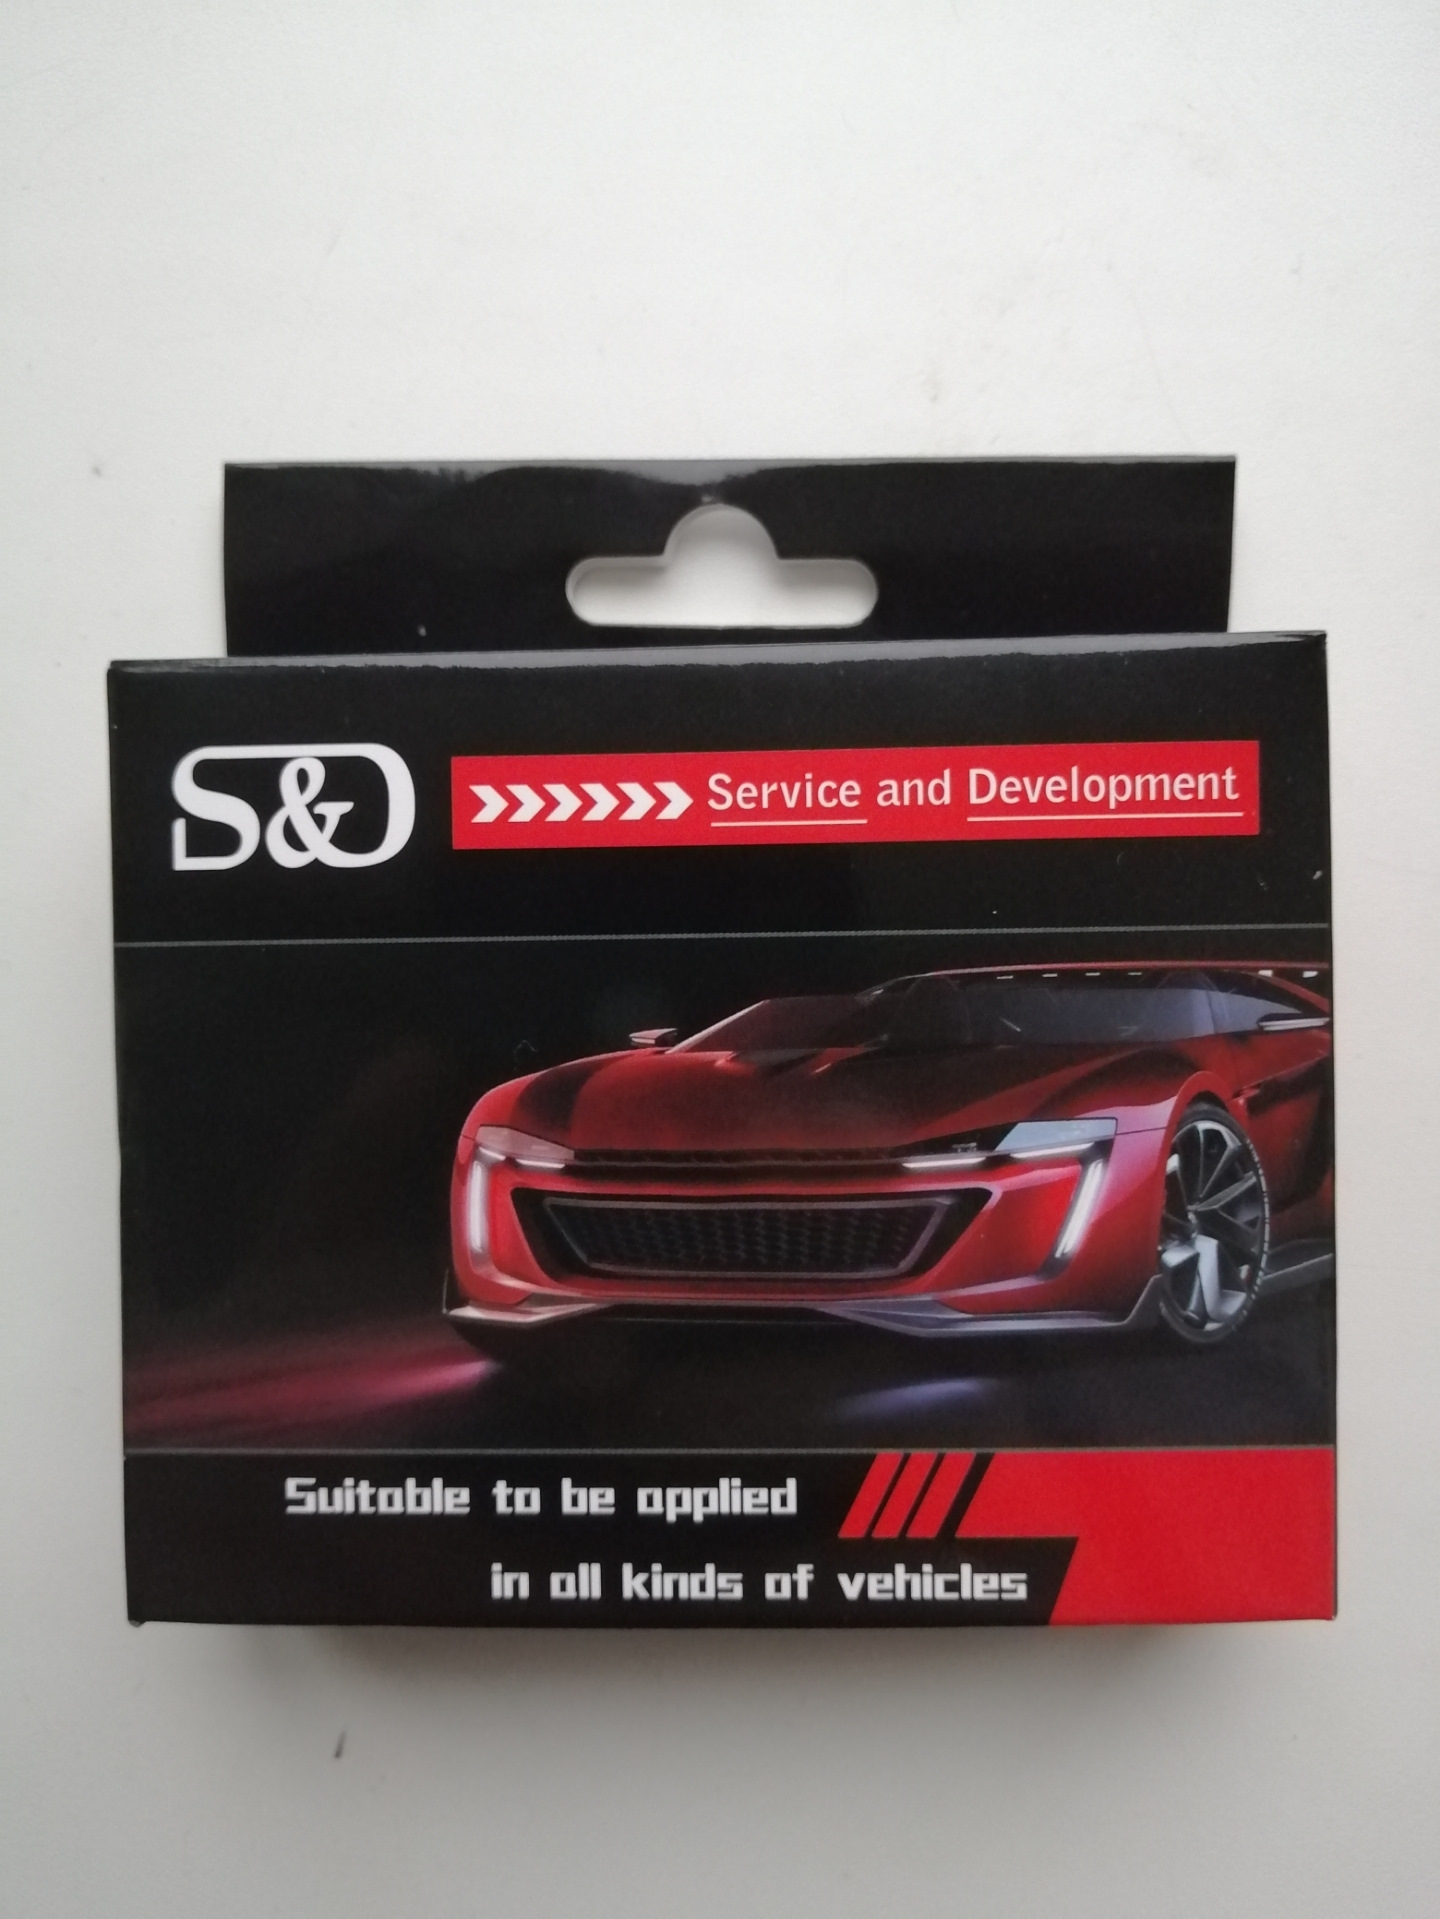 S&D
Service and Development
Suitable to be applied
in all kinds of vehicles